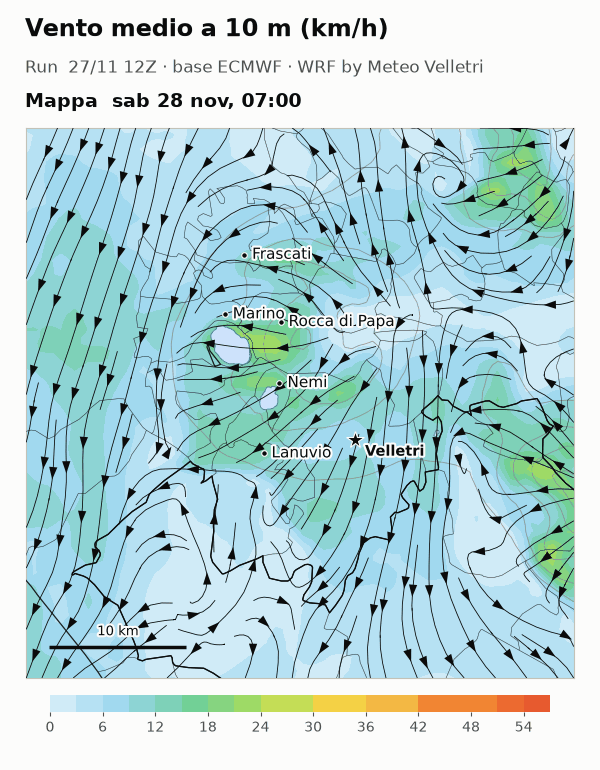 Vento medio a 10 m (km/h)
Run  27/11 12Z · base ECMWF · WRF by Meteo Velletri
Mappa  sab 28 nov, 07:00
Frascati
Marino
Rocca di Papa
Nemi
Velletri
Lanuvio
10 km
0 6 12 18 24 30 36 42 48 54